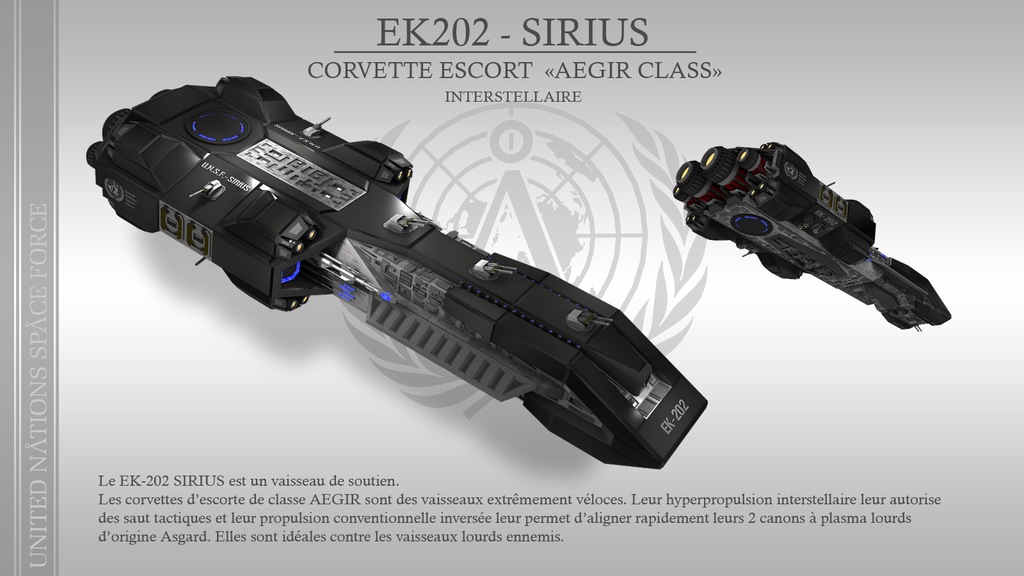 EK202 - SIRIUS
CORVETTE ESCORT «AEGIR CLASS»
INTERSTELLAIRE
U.N.S.F. - SIRIUS
EK-202
EK-202
UNITED NÅTIONS SPÅCE FORCE
Le EK-202 SIRIUS est un vaisseau de soutien.
Les corvettes d'escorte de classe AEGIR sont des vaisseaux extrêmement véloces. Leur hyperpropulsion interstellaire leur autorise
des saut tactiques et leur propulsion conventionnelle inversée leur permet d'aligner rapidement leurs 2 canons à plasma lourds
d'origine Asgard. Elles sont idéales contre les vaisseaux lourds ennemis.